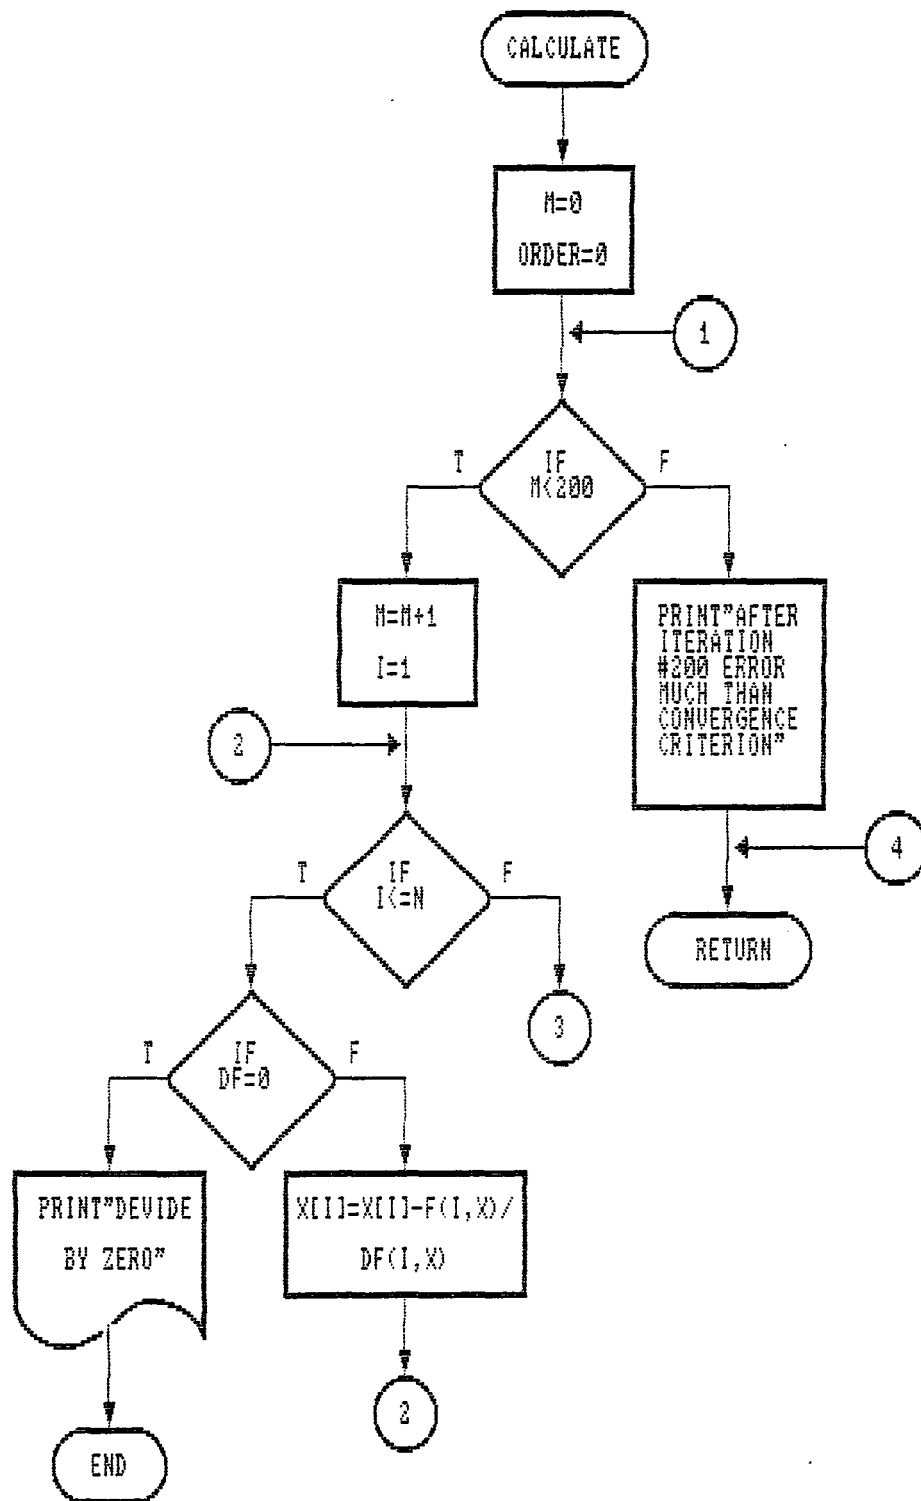 CALCULATE
M=0
ORDER=0
1
T
IF
M<200
F
M=M+1
I=1
PRINT"AFTER
ITERATION
#200 ERROR
MUCH THAN
CONVERGENCE
CRITERION"
2
4
T
IF
I<=N
F
RETURN
3
T
IF
DF=0
F
PRINT"DEVIDE
BY ZERO"
X[I]=X[I]-F(I,X)/
DF(I,X)
2
END